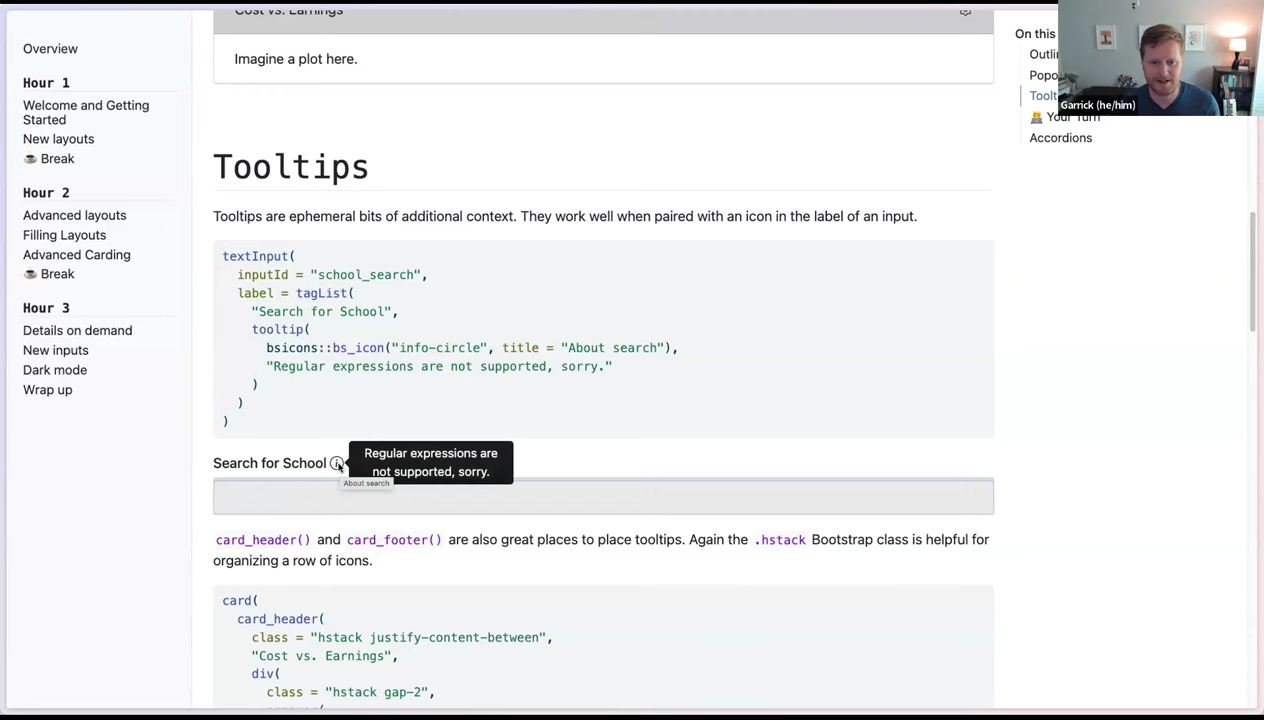 Overview
Hour 1
Welcome and Getting
Started
New layouts
☕ Break
Hour 2
Advanced layouts
Filling Layouts
Advanced Carding
☕ Break
Hour 3
Details on demand
New inputs
Dark mode
Wrap up
Cost vs. Earnings
Imagine a plot here.
Tooltips
Tooltips are ephemeral bits of additional context. They work well when paired with an icon in the label of an input.
textInput(
  inputId = "school_search",
  label = tagList(
    "Search for School",
    tooltip(
      bsicons::bs_icon("info-circle", title = "About search"),
      "Regular expressions are not supported, sorry."
    )
  )
)
Search for School
Regular expressions are
not supported, sorry.
About search
card_header() and card_footer() are also great places to place tooltips. Again the .hstack Bootstrap class is helpful for
organizing a row of icons.
card(
  card_header(
    class = "hstack justify-content-between",
    "Cost vs. Earnings",
    div(
      class = "hstack gap-2",
On this
Outli
Popo
Toolt
Your Turn
Accordions
Garrick (he/him)